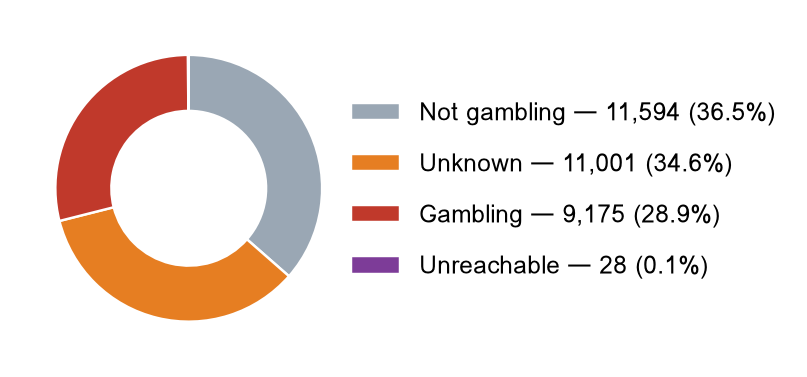 Not gambling — 11,594 (36.5%)
Unknown — 11,001 (34.6%)
Gambling — 9,175 (28.9%)
Unreachable — 28 (0.1%)